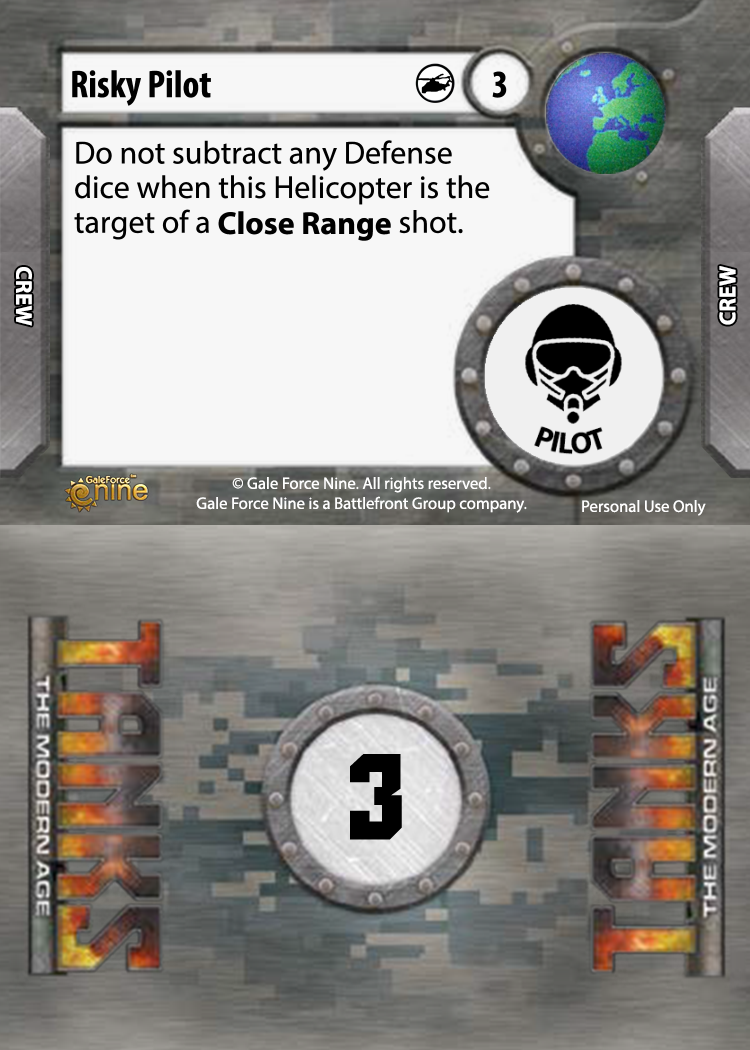 Risky Pilot
3
Do not subtract any Defense
dice when this Helicopter is the
target of a Close Range shot.
CREW
CREW
PILOT
GaleForce™
nine
© Gale Force Nine. All rights reserved.
Gale Force Nine is a Battlefront Group company.
Personal Use Only
TANKS
THE MODERN AGE
3
TANKS
THE MODERN AGE